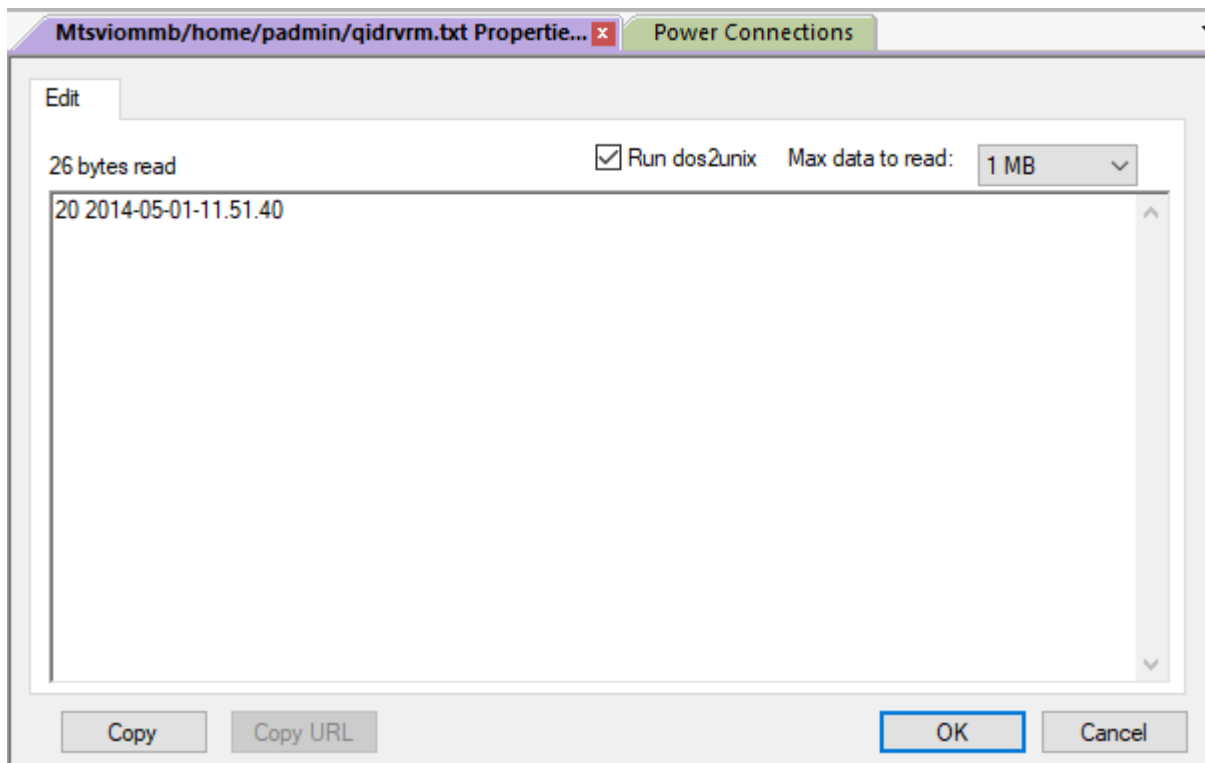 Mtsviommb/home/padmin/qidrvrm.txt Propertie... x Power Connections
Edit
26 bytes read Run dos2unix Max data to read: 1 MB
20 2014-05-01-11.51.40
Copy Copy URL OK Cancel